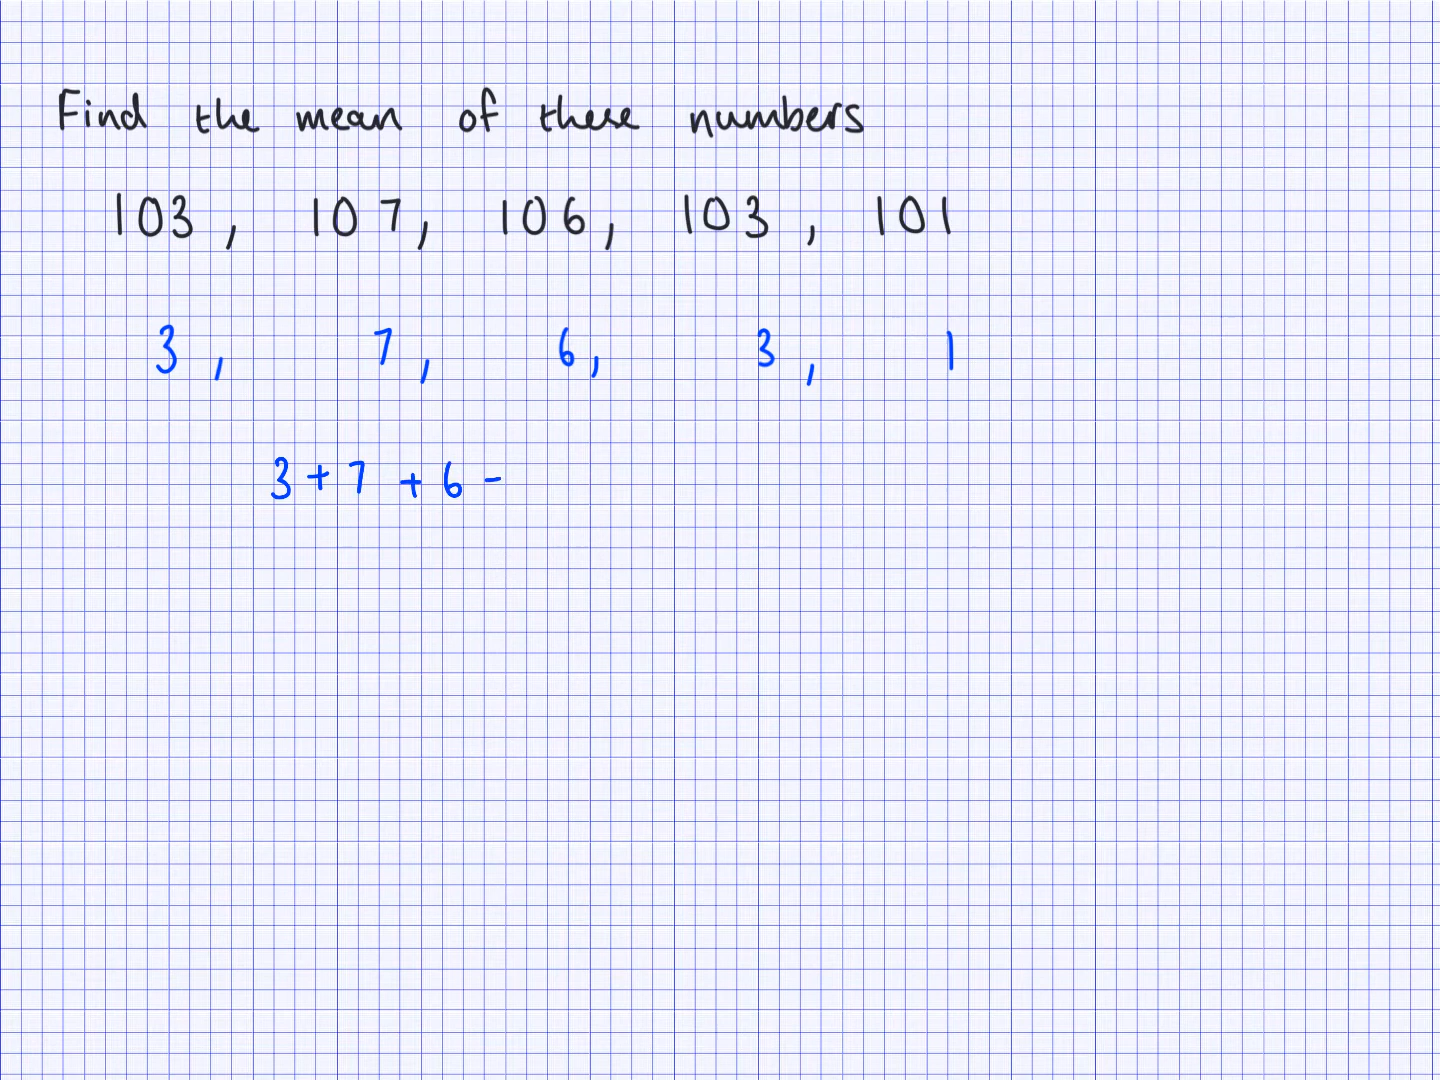 Find the mean of these numbers
103, 107, 106, 103, 101
3, 7, 6, 3, 1
3 + 7 + 6 -